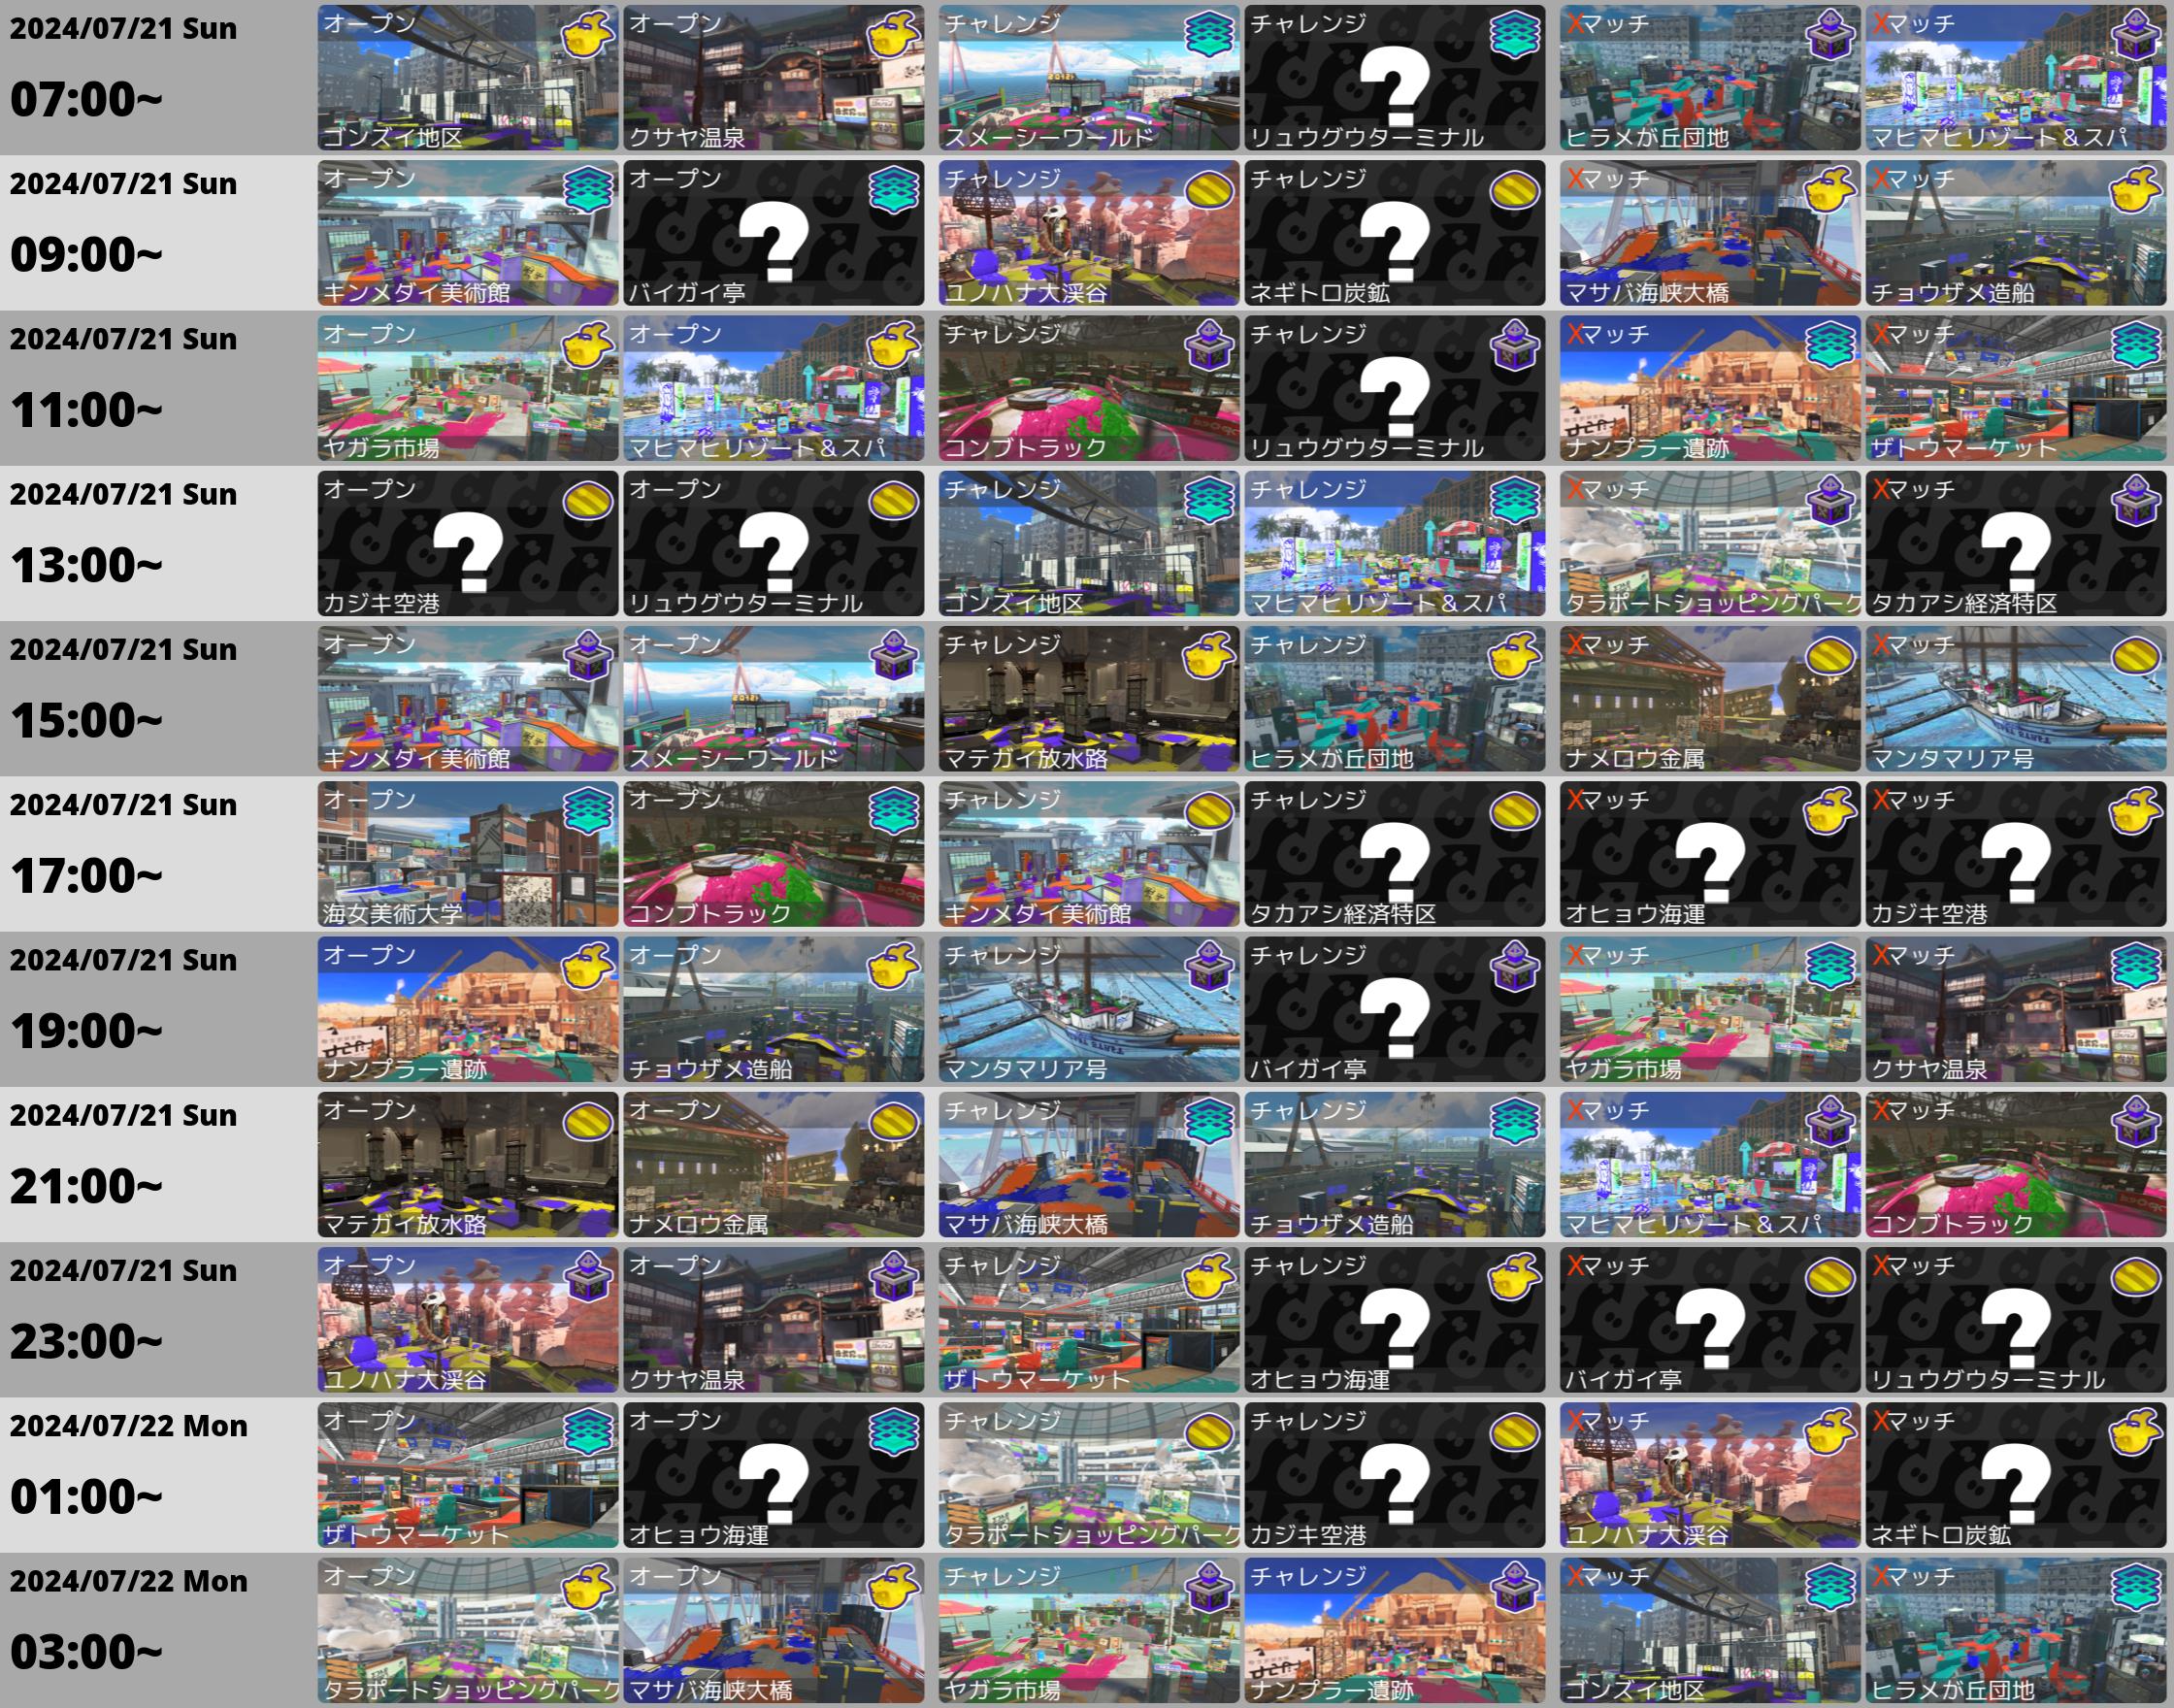 2024/07/21 Sun
07:00~
オープン
ゴンズイ地区
オープン
クサヤ温泉
チャレンジ
スメーシーワールド
チャレンジ
?
リュウグウターミナル
Xマッチ
ヒラメが丘団地
Xマッチ
マヒマヒリゾート&スパ
2024/07/21 Sun
09:00~
オープン
キンメダイ美術館
オープン
?
バイガイ亭
チャレンジ
ユノハナ大渓谷
チャレンジ
?
ネギトロ炭鉱
Xマッチ
マサバ海峡大橋
Xマッチ
チョウザメ造船
2024/07/21 Sun
11:00~
オープン
ヤガラ市場
オープン
マヒマヒリゾート&スパ
チャレンジ
コンブトラック
チャレンジ
?
リュウグウターミナル
Xマッチ
ナンプラー遺跡
Xマッチ
ザトウマーケット
2024/07/21 Sun
13:00~
オープン
?
カジキ空港
オープン
?
リュウグウターミナル
チャレンジ
ゴンズイ地区
チャレンジ
マヒマヒリゾート&スパ
Xマッチ
タラポートショッピングパーク
Xマッチ
?
タカアシ経済特区
2024/07/21 Sun
15:00~
オープン
キンメダイ美術館
オープン
スメーシーワールド
チャレンジ
マテガイ放水路
チャレンジ
ヒラメが丘団地
Xマッチ
ナメロウ金属
Xマッチ
マンタマリア号
2024/07/21 Sun
17:00~
オープン
海女美術大学
オープン
コンブトラック
チャレンジ
キンメダイ美術館
チャレンジ
?
タカアシ経済特区
Xマッチ
?
オヒョウ海運
Xマッチ
?
カジキ空港
2024/07/21 Sun
19:00~
オープン
ナンプラー遺跡
オープン
チョウザメ造船
チャレンジ
マンタマリア号
チャレンジ
?
バイガイ亭
Xマッチ
ヤガラ市場
Xマッチ
クサヤ温泉
2024/07/21 Sun
21:00~
オープン
マテガイ放水路
オープン
ナメロウ金属
チャレンジ
マサバ海峡大橋
チャレンジ
チョウザメ造船
Xマッチ
マヒマヒリゾート&スパ
Xマッチ
コンブトラック
2024/07/21 Sun
23:00~
オープン
ユノハナ大渓谷
オープン
クサヤ温泉
チャレンジ
ザトウマーケット
チャレンジ
?
オヒョウ海運
Xマッチ
?
バイガイ亭
Xマッチ
?
リュウグウターミナル
2024/07/22 Mon
01:00~
オープン
ザトウマーケット
オープン
?
オヒョウ海運
チャレンジ
タラポートショッピングパーク
チャレンジ
?
カジキ空港
Xマッチ
ユノハナ大渓谷
Xマッチ
?
ネギトロ炭鉱
2024/07/22 Mon
03:00~
オープン
タラポートショッピングパーク
オープン
マサバ海峡大橋
チャレンジ
ヤガラ市場
チャレンジ
ナンプラー遺跡
Xマッチ
ゴンズイ地区
Xマッチ
ヒラメが丘団地